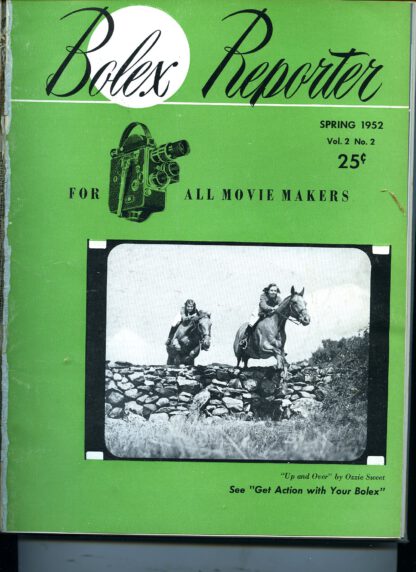 Bolex Reporter
SPRING 1952
Vol. 2 No. 2
25¢
FOR ALL MOVIE MAKERS
"Up and Over" by Ozzie Sweet
See "Get Action with Your Bolex"